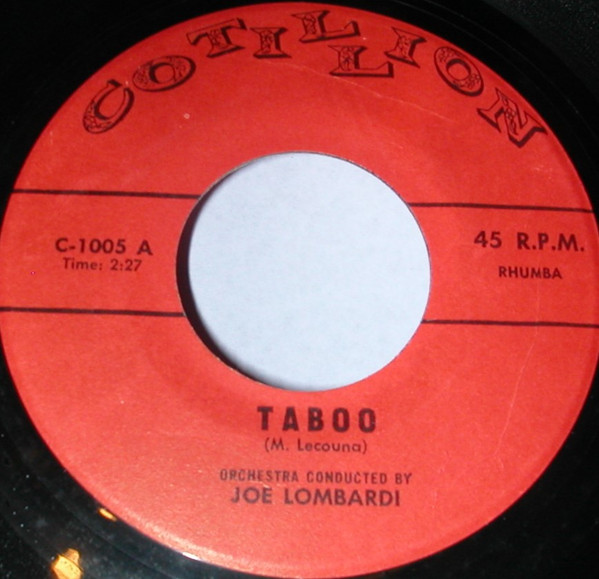 COTILLION
C-1005 A
Time: 2:27
45 R.P.M.
RHUMBA
TABOO
(M. Lecouna)
ORCHESTRA CONDUCTED BY
JOE LOMBARDI